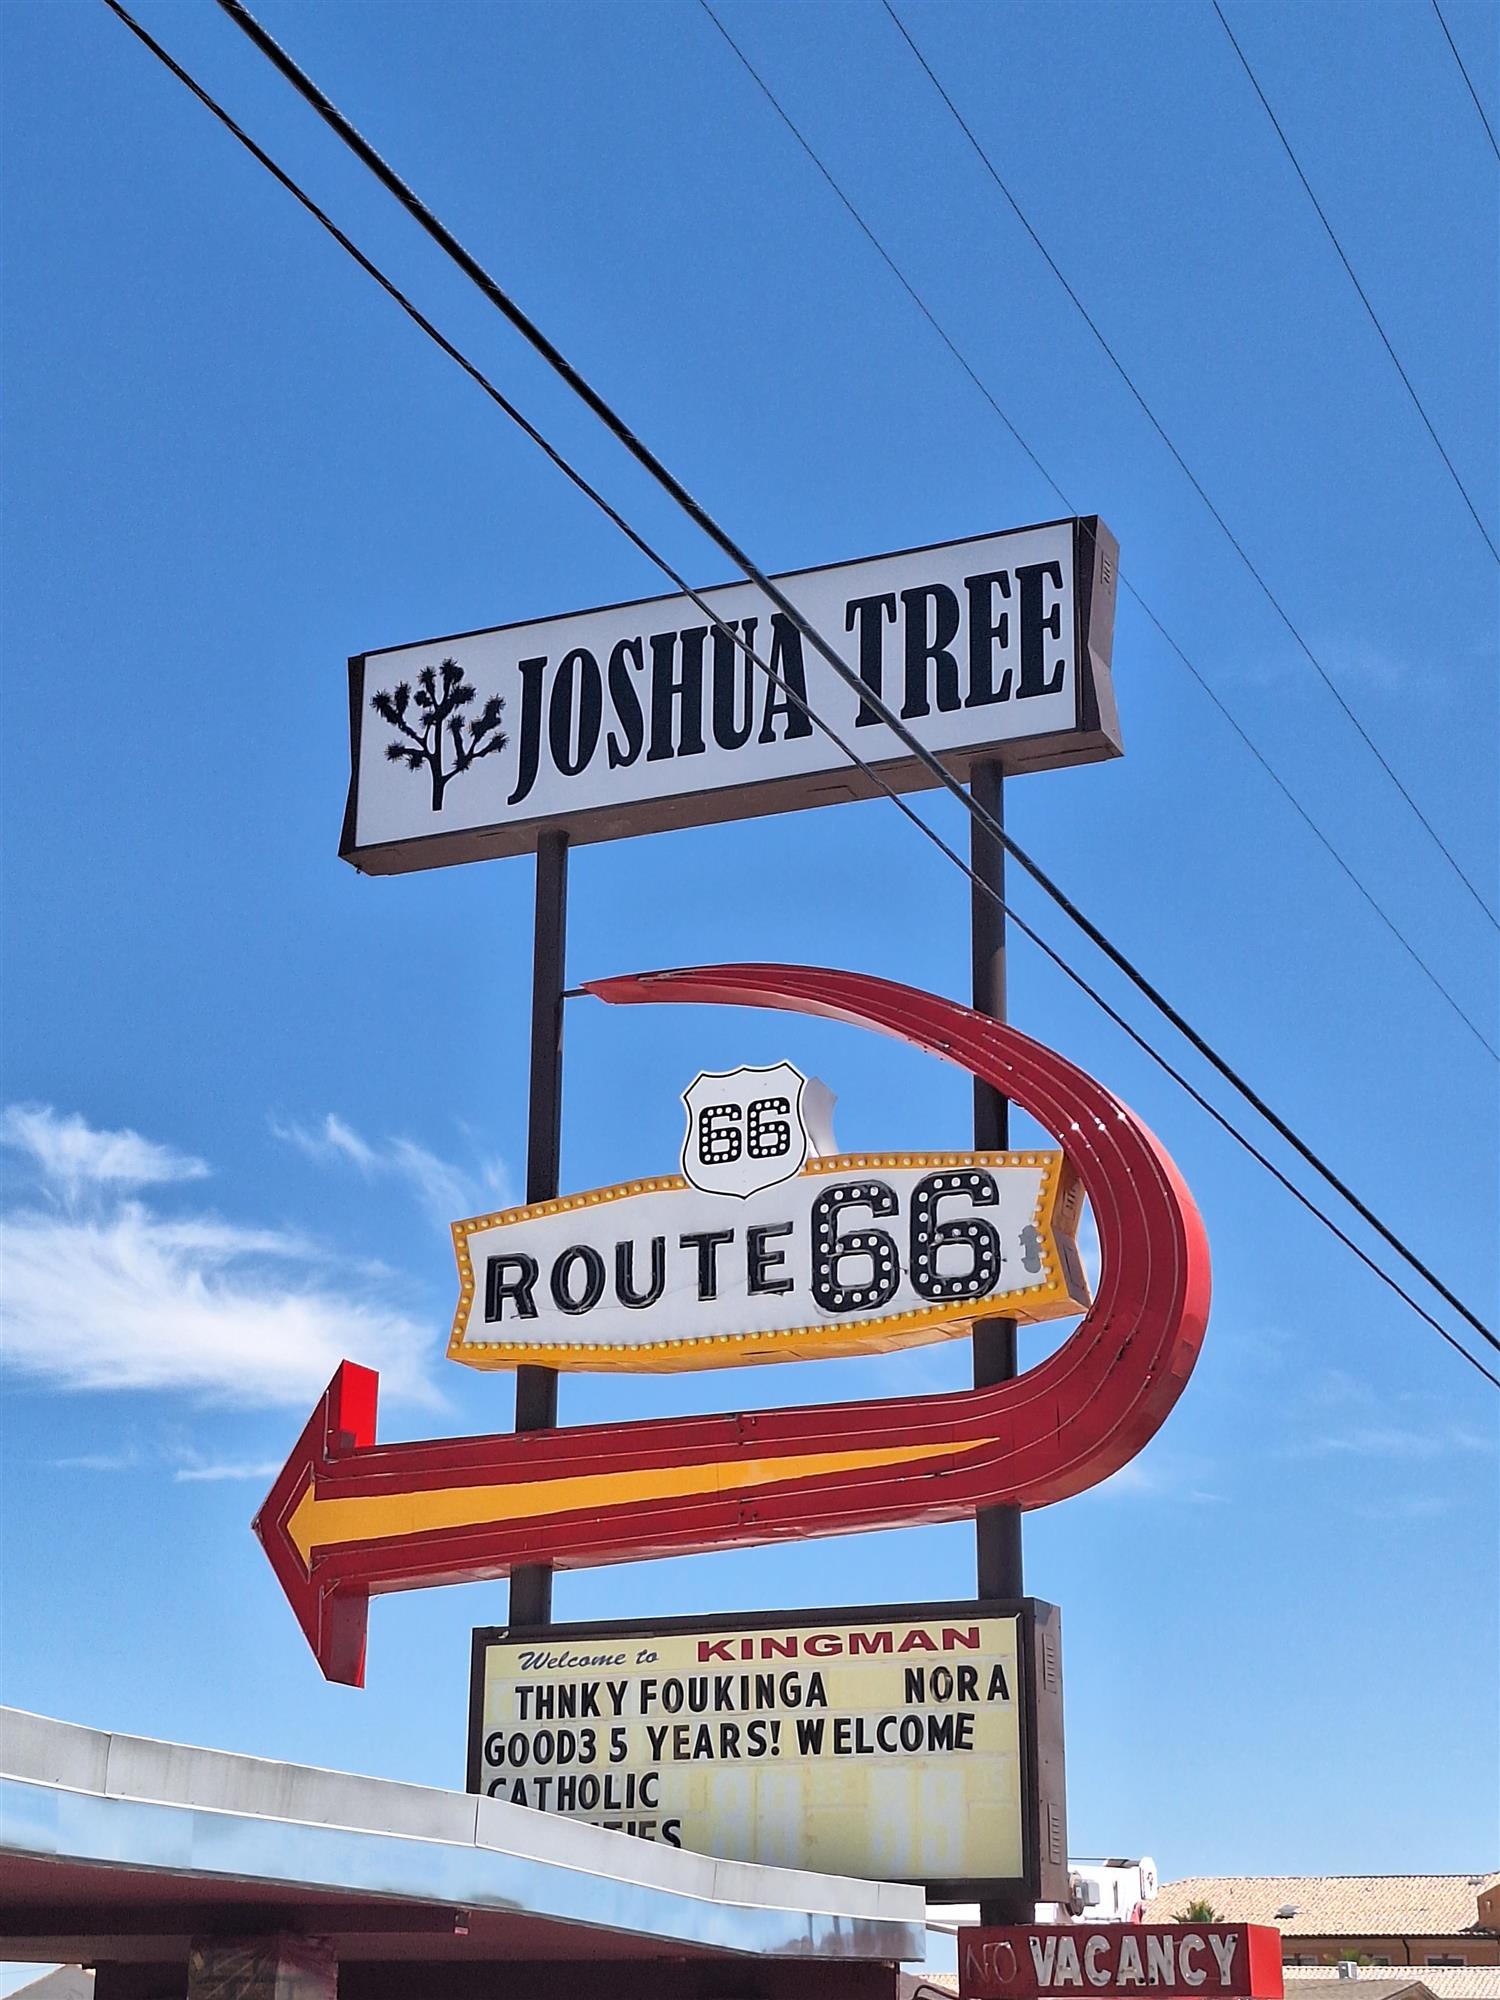 JOSHUA TREE
66
ROUTE 66
Welcome to KINGMAN
THNKY FOUKINGA NORA
GOOD3 5 YEARS! WELCOME
CATHOLIC
NO VACANCY